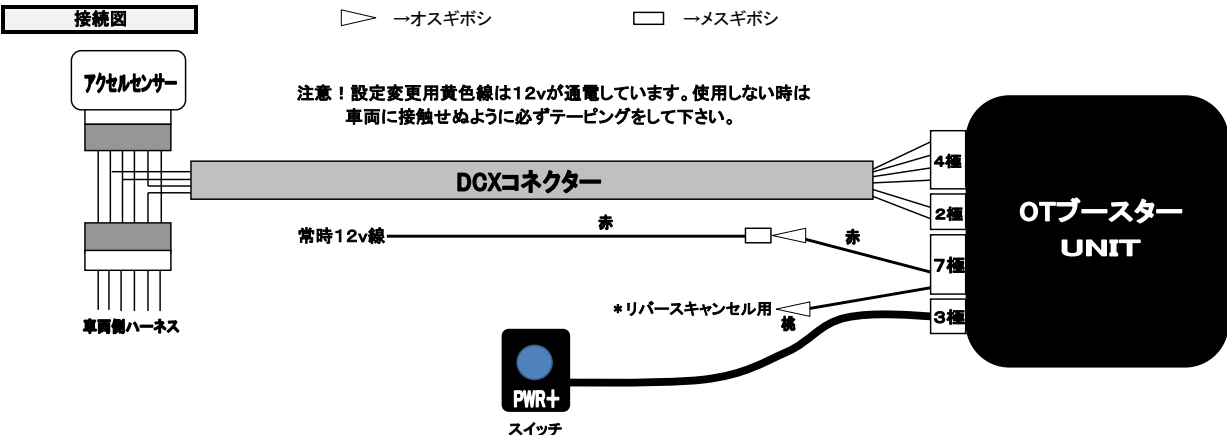 接続図
→オスギボシ
→メスギボシ
アクセルセンサー
注意！設定変更用黄色線は12vが通電しています。使用しない時は
車両に接触せぬように必ずテーピングをして下さい。
DCXコネクター
4極
2極
7極
3極
OTブースター
UNIT
赤
常時12v線
赤
*リバースキャンセル用
桃
車両側ハーネス
PWR+
スイッチ